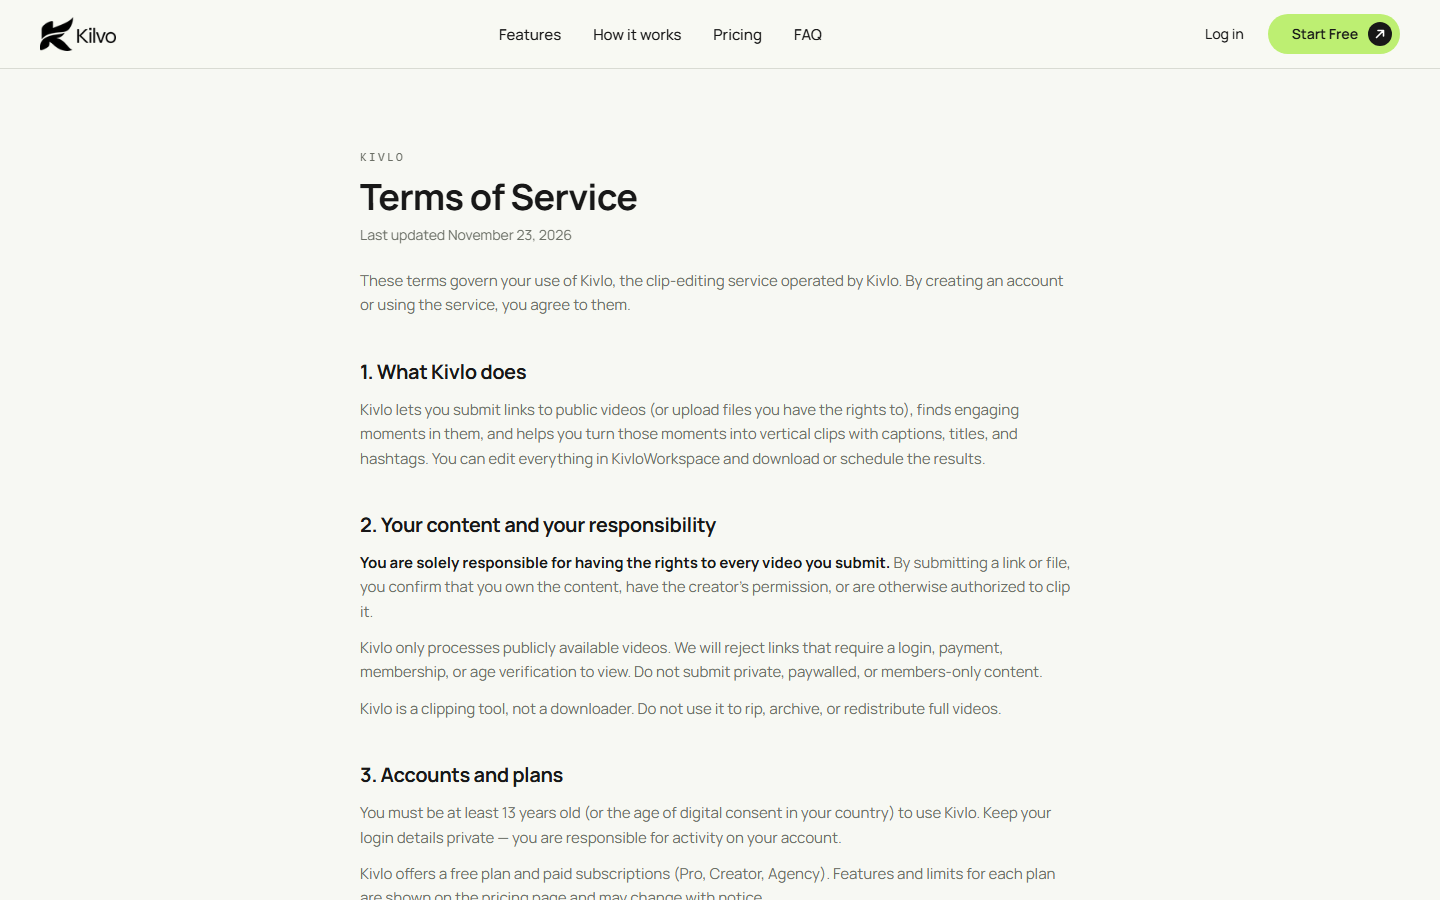 Kilvo
Features
How it works
Pricing
FAQ
Log in
Start Free
KIVLO
Terms of Service
Last updated November 23, 2026
These terms govern your use of Kivlo, the clip-editing service operated by Kivlo. By creating an account
or using the service, you agree to them.
1. What Kivlo does
Kivlo lets you submit links to public videos (or upload files you have the rights to), finds engaging
moments in them, and helps you turn those moments into vertical clips with captions, titles, and
hashtags. You can edit everything in KivloWorkspace and download or schedule the results.
2. Your content and your responsibility
You are solely responsible for having the rights to every video you submit. By submitting a link or file,
you confirm that you own the content, have the creator's permission, or are otherwise authorized to clip
it.
Kivlo only processes publicly available videos. We will reject links that require a login, payment,
membership, or age verification to view. Do not submit private, paywalled, or members-only content.
Kivlo is a clipping tool, not a downloader. Do not use it to rip, archive, or redistribute full videos.
3. Accounts and plans
You must be at least 13 years old (or the age of digital consent in your country) to use Kivlo. Keep your
login details private — you are responsible for activity on your account.
Kivlo offers a free plan and paid subscriptions (Pro, Creator, Agency). Features and limits for each plan
are shown on the pricing page and may change with notice.